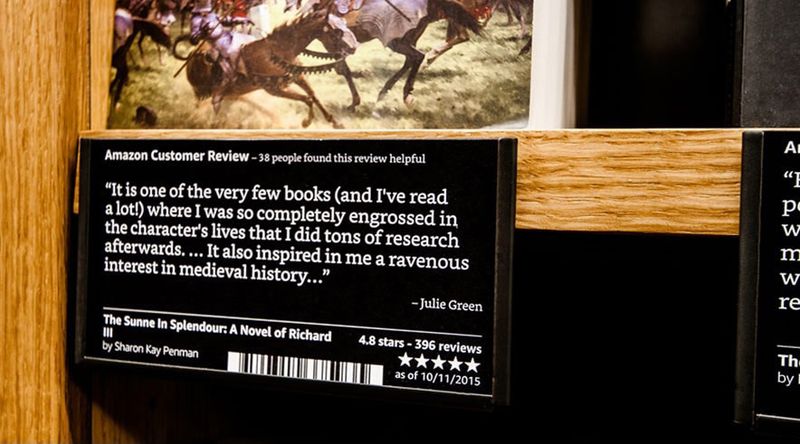 Amazon Customer Review – 38 people found this review helpful
“It is one of the very few books (and I've read
a lot!) where I was so completely engrossed in
the character's lives that I did tons of research
afterwards. ... It also inspired in me a ravenous
interest in medieval history...”
– Julie Green
The Sunne In Splendour: A Novel of Richard
III
by Sharon Kay Penman
4.8 stars - 396 reviews
as of 10/11/2015
by